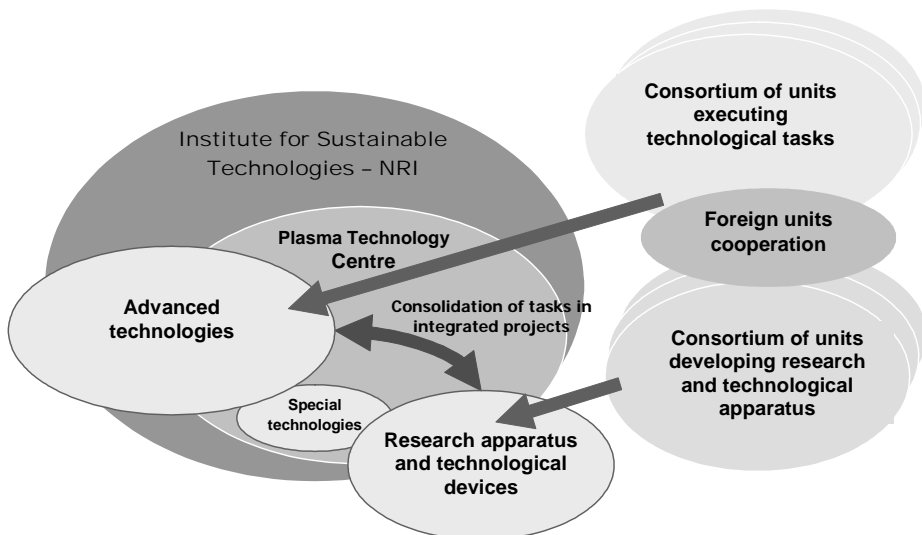 Institute for Sustainable
Technologies – NRI
Plasma Technology
Centre
Advanced
technologies
Consolidation of tasks in
integrated projects
Special
technologies
Research apparatus
and technological
devices
Consortium of units
executing
technological tasks
Foreign units
cooperation
Consortium of units
developing research
and technological
apparatus